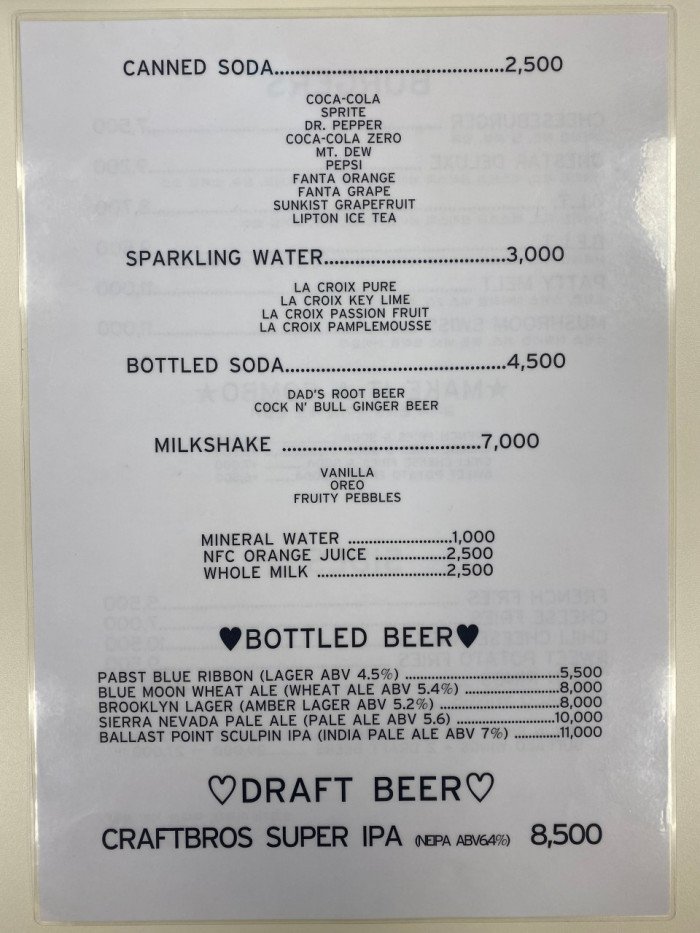 CANNED SODA............................................2,500
COCA-COLA
SPRITE
DR. PEPPER
COCA-COLA ZERO
MT. DEW
PEPSI
FANTA ORANGE
FANTA GRAPE
SUNKIST GRAPEFRUIT
LIPTON ICE TEA
SPARKLING WATER...................................3,000
LA CROIX PURE
LA CROIX KEY LIME
LA CROIX PASSION FRUIT
LA CROIX PAMPLEMOUSSE
BOTTLED SODA..........................................4,500
DAD'S ROOT BEER
COCK N' BULL GINGER BEER
MILKSHAKE ......................................7,000
VANILLA
OREO
FRUITY PEBBLES
MINERAL WATER ......................1,000
NFC ORANGE JUICE ...............2,500
WHOLE MILK ............................2,500
♥BOTTLED BEER♥
PABST BLUE RIBBON (LAGER ABV 4.5%) .................................5,500
BLUE MOON WHEAT ALE (WHEAT ALE ABV 5.4%) ....................8,000
BROOKLYN LAGER (AMBER LAGER ABV 5.2%) .........................8,000
SIERRA NEVADA PALE ALE (PALE ALE ABV 5.6) .....................10,000
BALLAST POINT SCULPIN IPA (INDIA PALE ALE ABV 7%) ..........11,000
♡DRAFT BEER♡
CRAFTBROS SUPER IPA (NEIPA ABV6.4%) 8,500